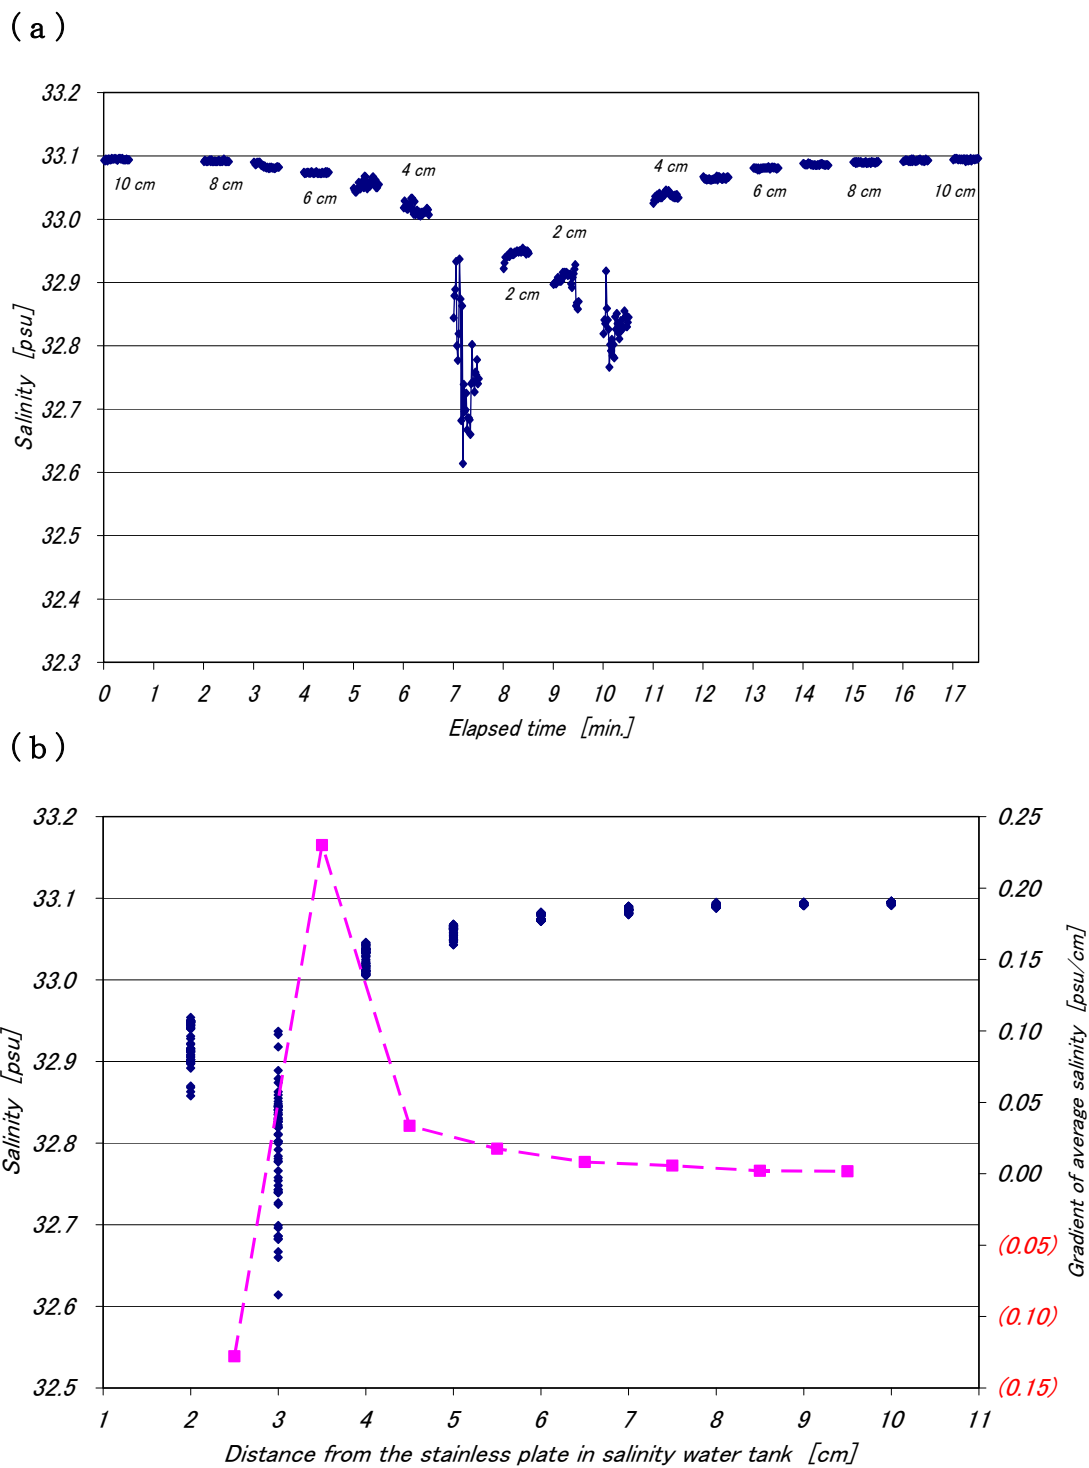 (a)
33.2
33.1
33.0
32.9
32.8
32.7
32.6
32.5
32.4
32.3
Salinity [psu]
10 cm
8 cm
6 cm
4 cm
2 cm
2 cm
4 cm
6 cm
8 cm
10 cm
0 1 2 3 4 5 6 7 8 9 10 11 12 13 14 15 16 17
Elapsed time [min.]
(b)
33.2
33.1
33.0
32.9
32.8
32.7
32.6
32.5
Salinity [psu]
0.25
0.20
0.15
0.10
0.05
0.00
(0.05)
(0.10)
(0.15)
Gradient of average salinity [psu/cm]
1 2 3 4 5 6 7 8 9 10 11
Distance from the stainless plate in salinity water tank [cm]